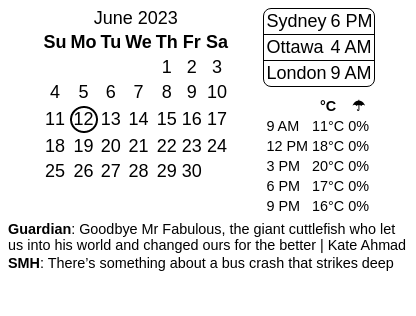 June 2023
Su Mo Tu We Th Fr Sa
1 2 3
4 5 6 7 8 9 10
11 12 13 14 15 16 17
18 19 20 21 22 23 24
25 26 27 28 29 30
Sydney 6 PM
Ottawa 4 AM
London 9 AM
°C ☂
9 AM 11°C 0%
12 PM 18°C 0%
3 PM 20°C 0%
6 PM 17°C 0%
9 PM 16°C 0%
Guardian: Goodbye Mr Fabulous, the giant cuttlefish who let
us into his world and changed ours for the better | Kate Ahmad
SMH: There’s something about a bus crash that strikes deep